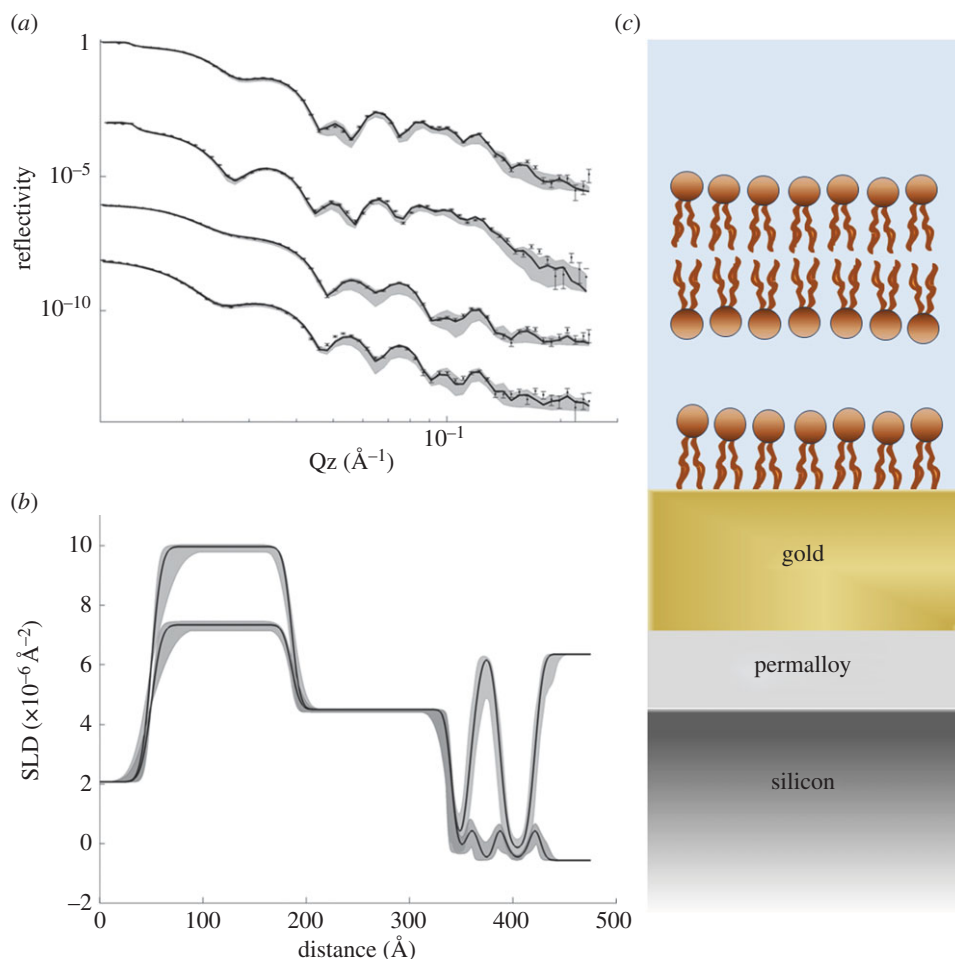 (a)
1
10⁻⁵
10⁻¹⁰
reflectivity
10⁻¹
Qz (Å⁻¹)
(b)
10
8
6
4
2
0
−2
SLD (×10⁻⁶ Å⁻²)
0 100 200 300 400 500
distance (Å)
(c)
gold
permalloy
silicon